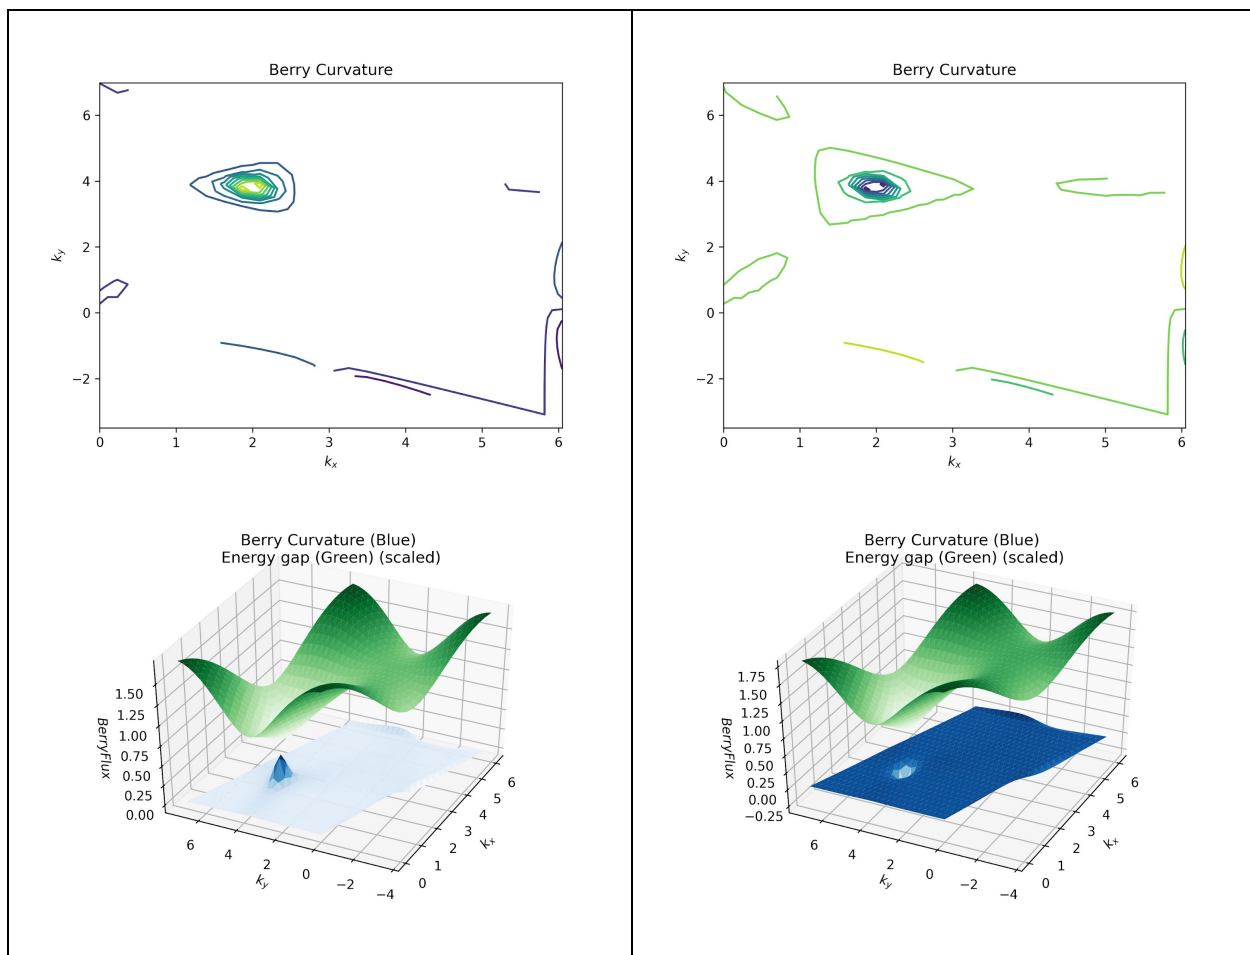 Berry Curvature
6
4
2
0
−2
k_y
0 1 2 3 4 5 6
k_x
Berry Curvature (Blue)
Energy gap (Green) (scaled)
1.50
1.25
1.00
0.75
0.50
0.25
0.00
BerryFlux
6 4 2 0 −2 −4
k_y
0 1 2 3 4 5 6
k_x
Berry Curvature
6
4
2
0
−2
k_y
0 1 2 3 4 5 6
k_x
Berry Curvature (Blue)
Energy gap (Green) (scaled)
1.75
1.50
1.25
1.00
0.75
0.50
0.25
0.00
−0.25
BerryFlux
6 4 2 0 −2 −4
k_y
0 1 2 3 4 5 6
k_x